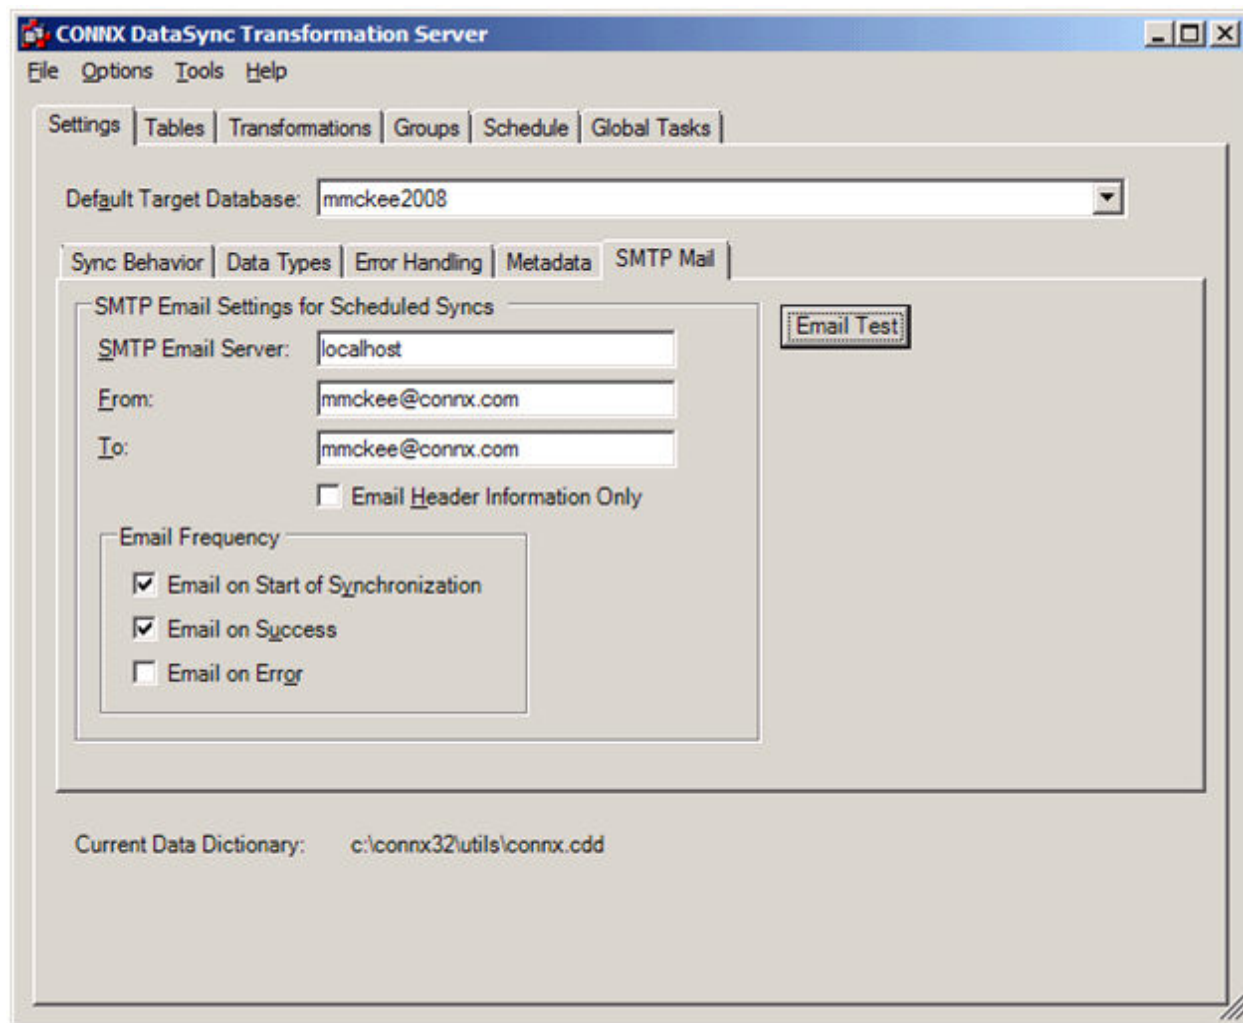 CONNX DataSync Transformation Server
File Options Tools Help
Settings Tables Transformations Groups Schedule Global Tasks
Default Target Database: mmckee2008
Sync Behavior Data Types Error Handling Metadata SMTP Mail
SMTP Email Settings for Scheduled Syncs
Email Test
SMTP Email Server: localhost
From: mmckee@connx.com
To: mmckee@connx.com
Email Header Information Only
Email Frequency
Email on Start of Synchronization
Email on Success
Email on Error
Current Data Dictionary: c:\connx32\utils\connx.cdd